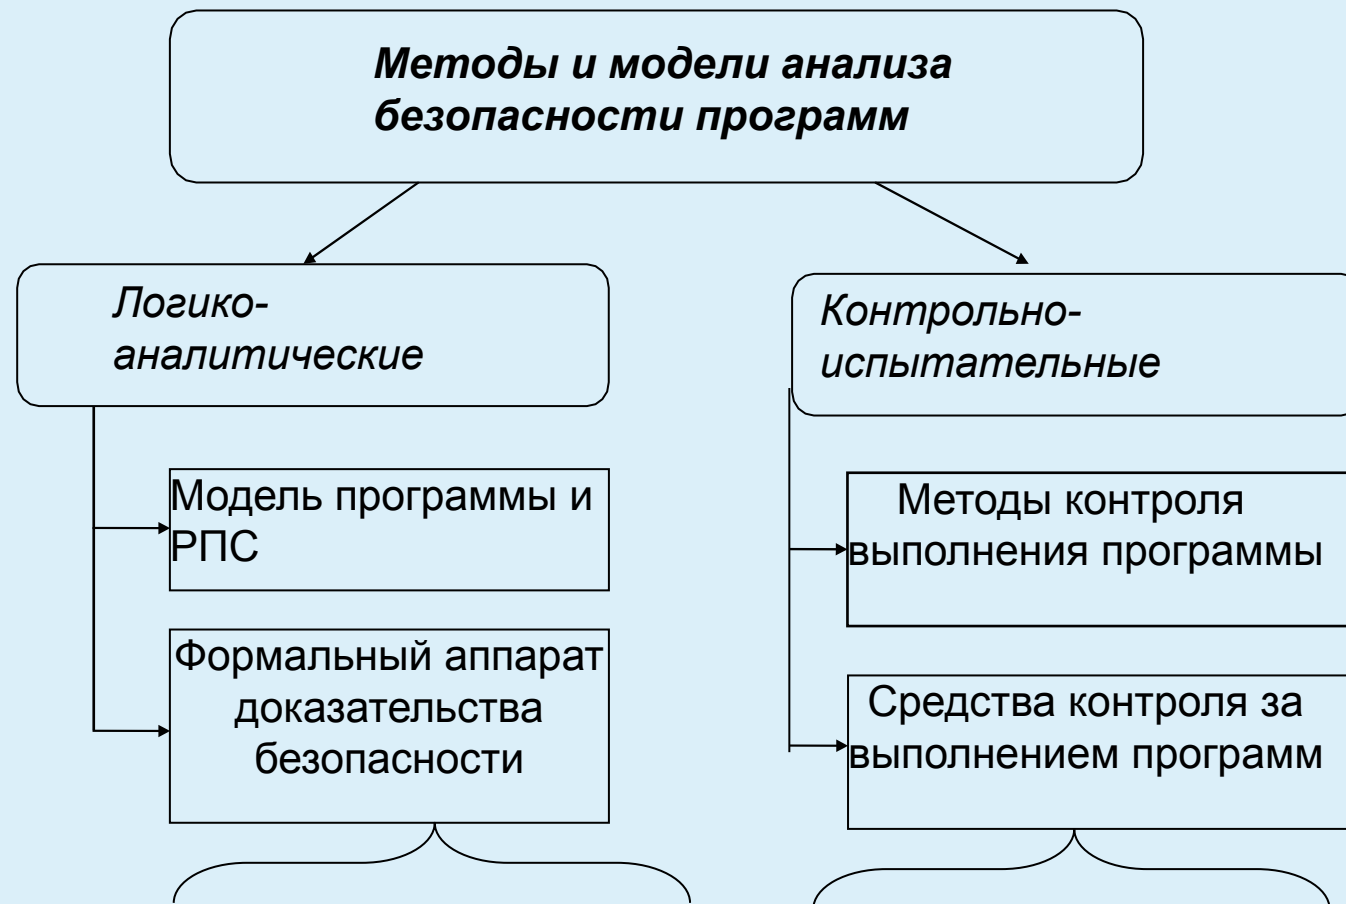 Методы и модели анализа
безопасности программ
Логико-
аналитические
Контрольно-
испытательные
Модель программы и
РПС
Формальный аппарат
доказательства
безопасности
Методы контроля
выполнения программы
Средства контроля за
выполнением программ